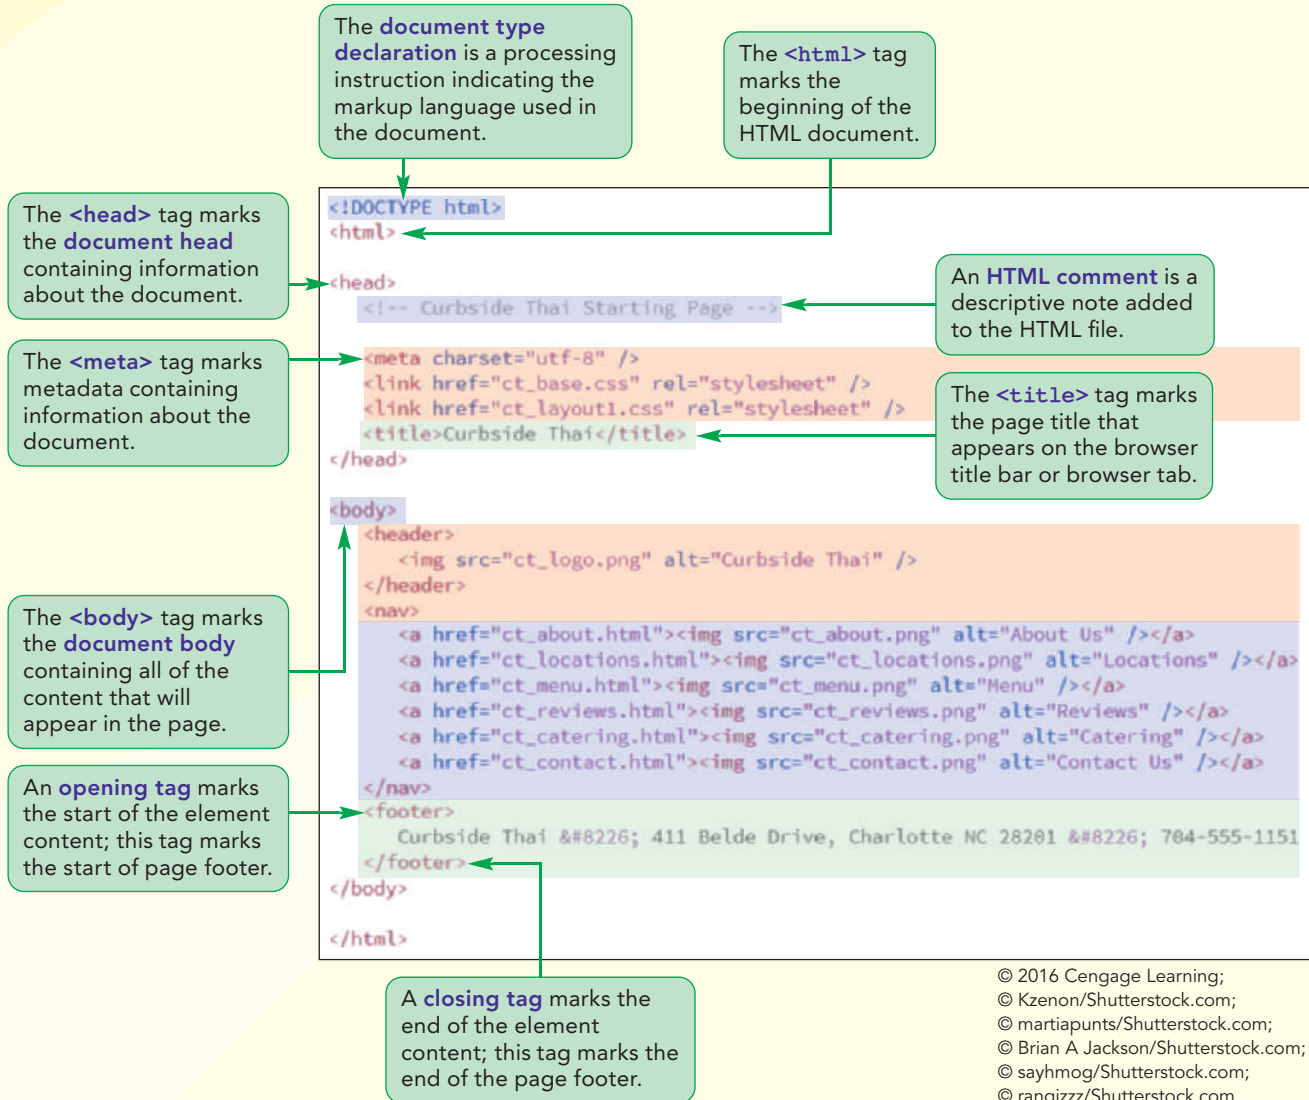 The document type
declaration is a processing
instruction indicating the
markup language used in
the document.
The <html> tag
marks the
beginning of the
HTML document.
The <head> tag marks
the document head
containing information
about the document.
The <meta> tag marks
metadata containing
information about the
document.
The <body> tag marks
the document body
containing all of the
content that will
appear in the page.
An opening tag marks
the start of the element
content; this tag marks
the start of page footer.
<!DOCTYPE html>
<html>
<head>
<!-- Curbside Thai Starting Page -->
<meta charset="utf-8" />
<link href="ct_base.css" rel="stylesheet" />
<link href="ct_layout1.css" rel="stylesheet" />
<title>Curbside Thai</title>
</head>
<body>
<header>
<img src="ct_logo.png" alt="Curbside Thai" />
</header>
<nav>
<a href="ct_about.html"><img src="ct_about.png" alt="About Us" /></a>
<a href="ct_locations.html"><img src="ct_locations.png" alt="Locations" /></a>
<a href="ct_menu.html"><img src="ct_menu.png" alt="Menu" /></a>
<a href="ct_reviews.html"><img src="ct_reviews.png" alt="Reviews" /></a>
<a href="ct_catering.html"><img src="ct_catering.png" alt="Catering" /></a>
<a href="ct_contact.html"><img src="ct_contact.png" alt="Contact Us" /></a>
</nav>
<footer>
Curbside Thai &#8226; 411 Belde Drive, Charlotte NC 28201 &#8226; 704-555-1151
</footer>
</body>
</html>
An HTML comment is a
descriptive note added
to the HTML file.
The <title> tag marks
the page title that
appears on the browser
title bar or browser tab.
A closing tag marks the
end of the element
content; this tag marks the
end of the page footer.
© 2016 Cengage Learning;
© Kzenon/Shutterstock.com;
© martiapunts/Shutterstock.com;
© Brian A Jackson/Shutterstock.com;
© sayhmog/Shutterstock.com;
© rangizzz/Shutterstock.com